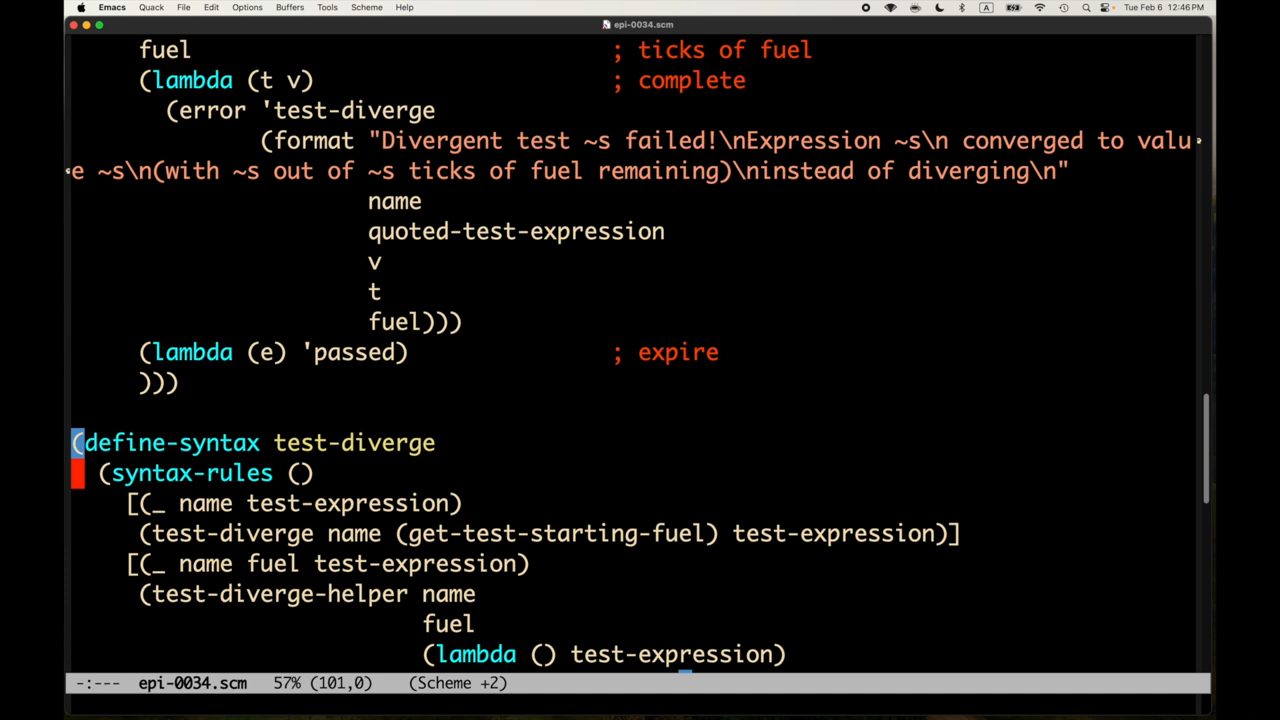 Emacs Quack File Edit Options Buffers Tools Scheme Help A Tue Feb 6 12:46 PM
epi-0034.scm
fuel ; ticks of fuel
(lambda (t v) ; complete
(error 'test-diverge
(format "Divergent test ~s failed!\nExpression ~s\n converged to valu
e ~s\n(with ~s out of ~s ticks of fuel remaining)\ninstead of diverging\n"
name
quoted-test-expression
v
t
fuel)))
(lambda (e) 'passed) ; expire
)))
(define-syntax test-diverge
(syntax-rules ()
[(_ name test-expression)
(test-diverge name (get-test-starting-fuel) test-expression)]
[(_ name fuel test-expression)
(test-diverge-helper name
fuel
(lambda () test-expression)
-:--- epi-0034.scm 57% (101,0) (Scheme +2)